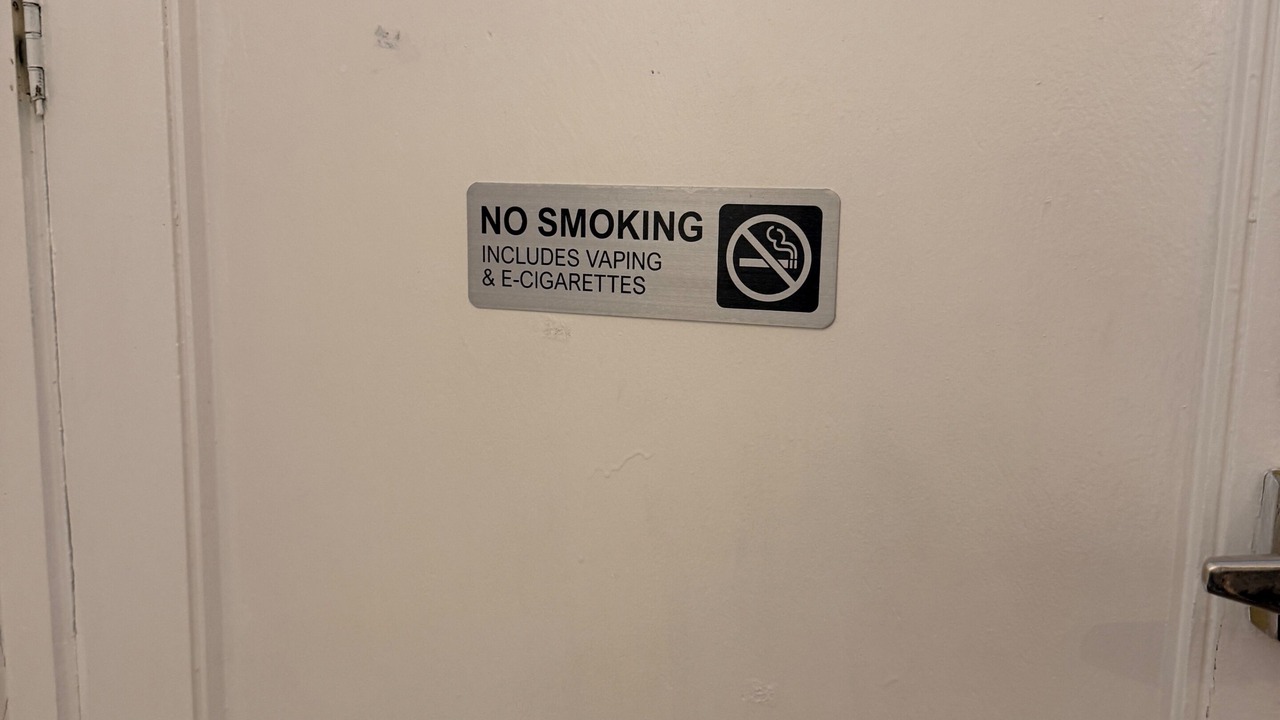 NO SMOKING
INCLUDES VAPING
& E-CIGARETTES